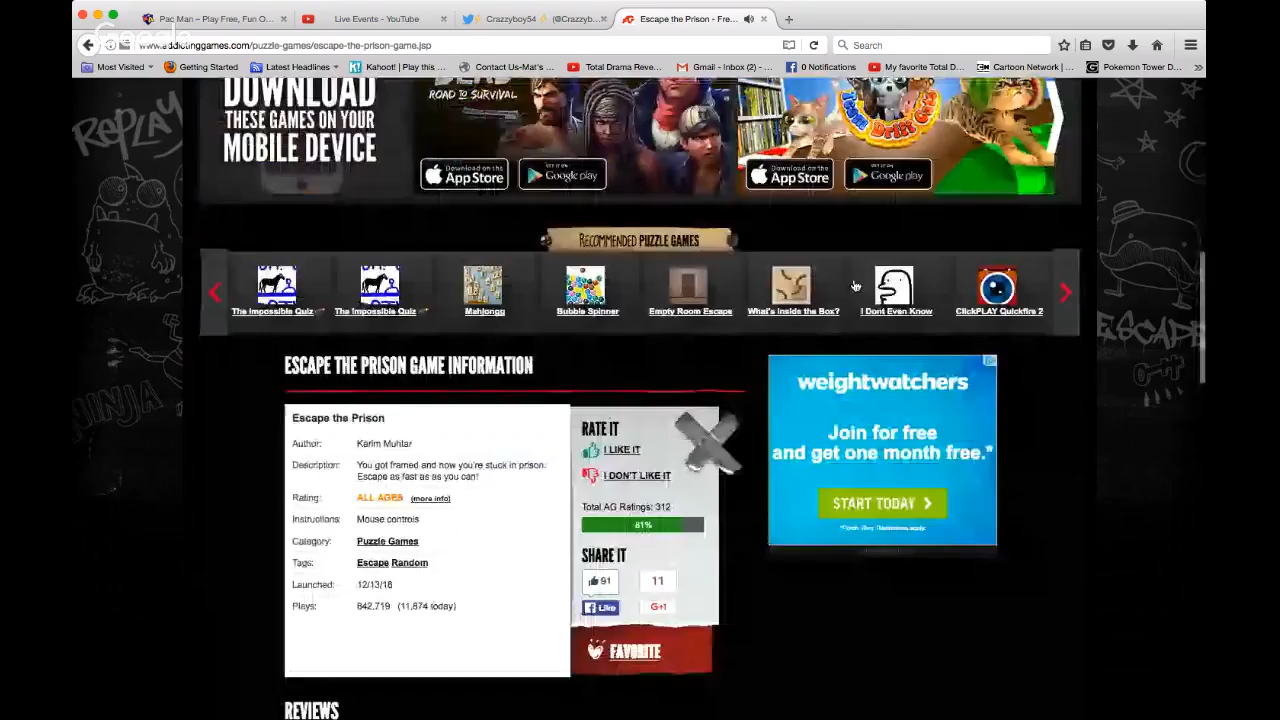 Pac Man – Play Free, Fun O...
Live Events - YouTube
Crazzyboy54 (@Crazzyb...
Escape the Prison - Fre...
Google
www.addictinggames.com/puzzle-games/escape-the-prison-game.jsp
Search
Most Visited
Getting Started
Latest Headlines
Kahoot! | Play this ...
Contact Us-Mat's ...
Total Drama Reve...
Gmail - Inbox (2) ...
0 Notifications
My favorite Total D...
Cartoon Network | ...
Pokemon Tower D...
REPLAY
DOWNLOAD
THESE GAMES ON YOUR
MOBILE DEVICE
ROAD TO SURVIVAL
Download on the
App Store
GET IT ON
Google play
Download on the
App Store
GET IT ON
Google play
RECOMMENDED PUZZLE GAMES
The Impossible Quiz
The Impossible Quiz
Mahjongg
Bubble Spinner
Empty Room Escape
What's Inside the Box?
I Dont Even Know
ClickPLAY Quickfire 2
NINJA
ESCAPE
ESCAPE THE PRISON GAME INFORMATION
Escape the Prison
Author: Karim Muhtar
Description: You got framed and now you're stuck in prison.
Escape as fast as as you can!
Rating: ALL AGES (more info)
Instructions: Mouse controls
Category: Puzzle Games
Tags: Escape Random
Launched: 12/13/16
Plays: 642,719 (11,674 today)
RATE IT
I LIKE IT
I DON'T LIKE IT
Total AG Ratings: 312
81%
SHARE IT
91
11
Like
G+1
FAVORITE
weightwatchers
Join for free
and get one month free.*
START TODAY
REVIEWS